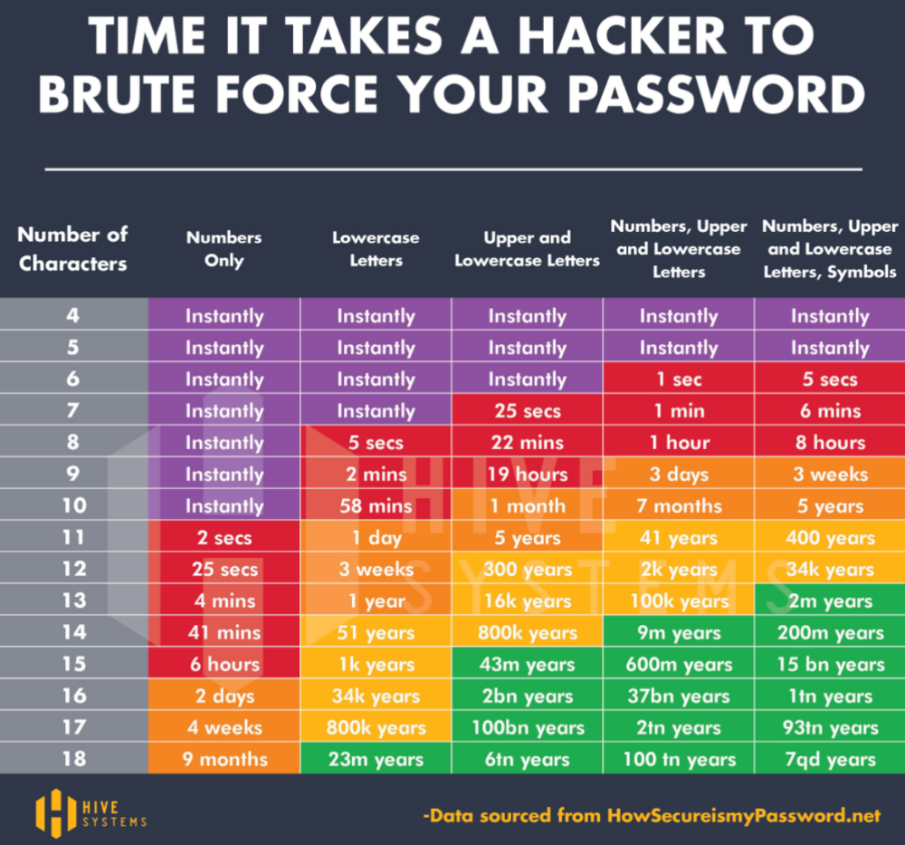 TIME IT TAKES A HACKER TO
BRUTE FORCE YOUR PASSWORD
Number of Characters Numbers Only Lowercase Letters Upper and Lowercase Letters Numbers, Upper and Lowercase Letters Numbers, Upper and Lowercase Letters, Symbols
4 Instantly Instantly Instantly Instantly Instantly
5 Instantly Instantly Instantly Instantly Instantly
6 Instantly Instantly Instantly 1 sec 5 secs
7 Instantly Instantly 25 secs 1 min 6 mins
8 Instantly 5 secs 22 mins 1 hour 8 hours
9 Instantly 2 mins 19 hours 3 days 3 weeks
10 Instantly 58 mins 1 month 7 months 5 years
11 2 secs 1 day 5 years 41 years 400 years
12 25 secs 3 weeks 300 years 2k years 34k years
13 4 mins 1 year 16k years 100k years 2m years
14 41 mins 51 years 800k years 9m years 200m years
15 6 hours 1k years 43m years 600m years 15 bn years
16 2 days 34k years 2bn years 37bn years 1tn years
17 4 weeks 800k years 100bn years 2tn years 93tn years
18 9 months 23m years 6tn years 100 tn years 7qd years
HIVE
SYSTEMS
HIVE
SYSTEMS
-Data sourced from HowSecureismyPassword.net